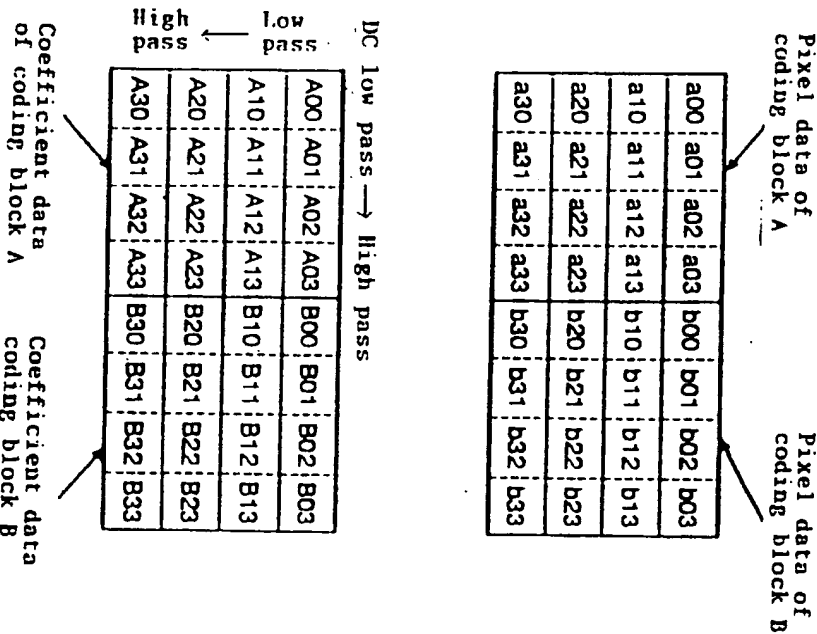 Pixel data of
coding block A
Pixel data of
coding block B
a00 a01 a02 a03 b00 b01 b02 b03
a10 a11 a12 a13 b10 b11 b12 b13
a20 a21 a22 a23 b20 b21 b22 b23
a30 a31 a32 a33 b30 b31 b32 b33
DC low pass → High pass
Low
pass
High
pass
A00 A01 A02 A03 B00 B01 B02 B03
A10 A11 A12 A13 B10 B11 B12 B13
A20 A21 A22 A23 B20 B21 B22 B23
A30 A31 A32 A33 B30 B31 B32 B33
Coefficient data
of coding block A
Coefficient data
coding block B